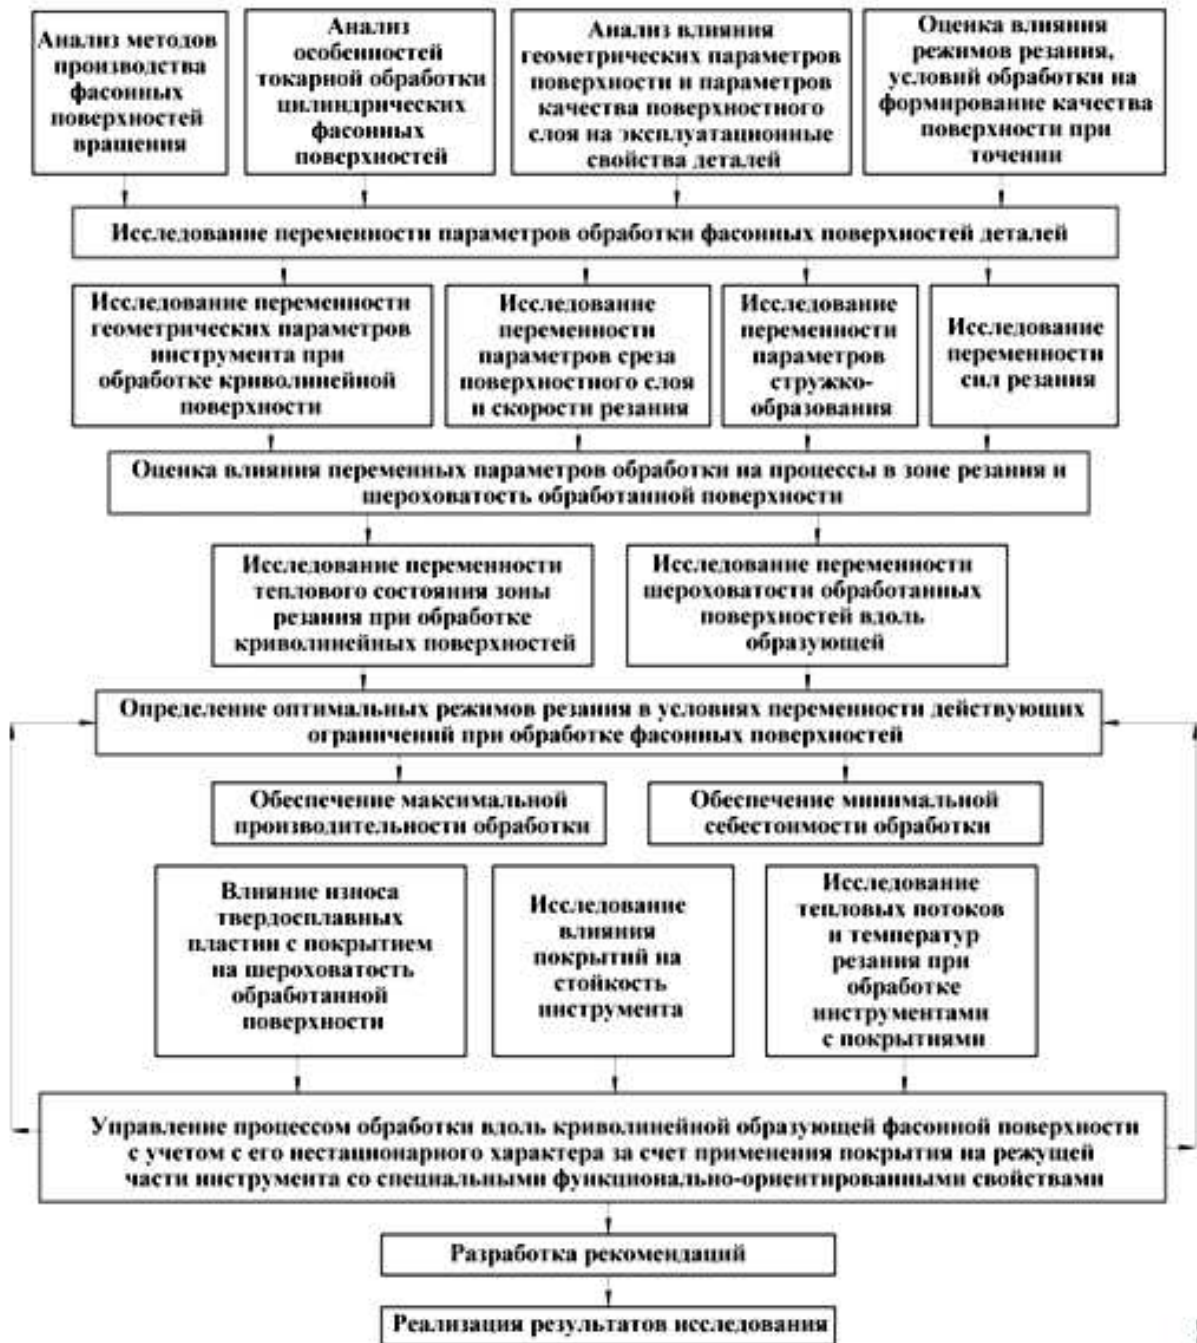 Анализ методов
производства
фасонных
поверхностей
вращения
Анализ
особенностей
токарной обработки
цилиндрических
фасонных
поверхностей
Анализ влияния
геометрических параметров
поверхности и параметров
качества поверхностного
слоя на эксплуатационные
свойства деталей
Оценка влияния
режимов резания,
условий обработки на
формирование качества
поверхности при
точении
Исследование переменности параметров обработки фасонных поверхностей деталей
Исследование переменности
геометрических параметров
инструмента при
обработке криволинейной
поверхности
Исследование
переменности
параметров среза
поверхностного слоя
и скорости резания
Исследование
переменности
параметров
стружко-
образования
Исследование
переменности
сил резания
Оценка влияния переменных параметров обработки на процессы в зоне резания и
шероховатость обработанной поверхности
Исследование переменности
теплового состояния зоны
резания при обработке
криволинейных поверхностей
Исследование переменности
шероховатости обработанных
поверхностей вдоль
образующей
Определение оптимальных режимов резания в условиях переменности действующих
ограничений при обработке фасонных поверхностей
Обеспечение максимальной
производительности обработки
Обеспечение минимальной
себестоимости обработки
Влияние износа
твердосплавных
пластин с покрытием
на шероховатость
обработанной
поверхности
Исследование
влияния
покрытий на
стойкость
инструмента
Исследование
тепловых потоков
и температур
резания при
обработке
инструментами
с покрытиями
Управление процессом обработки вдоль криволинейной образующей фасонной поверхности
с учетом с его нестационарного характера за счет применения покрытия на режущей
части инструмента со специальными функционально-ориентированными свойствами
Разработка рекомендаций
Реализация результатов исследования